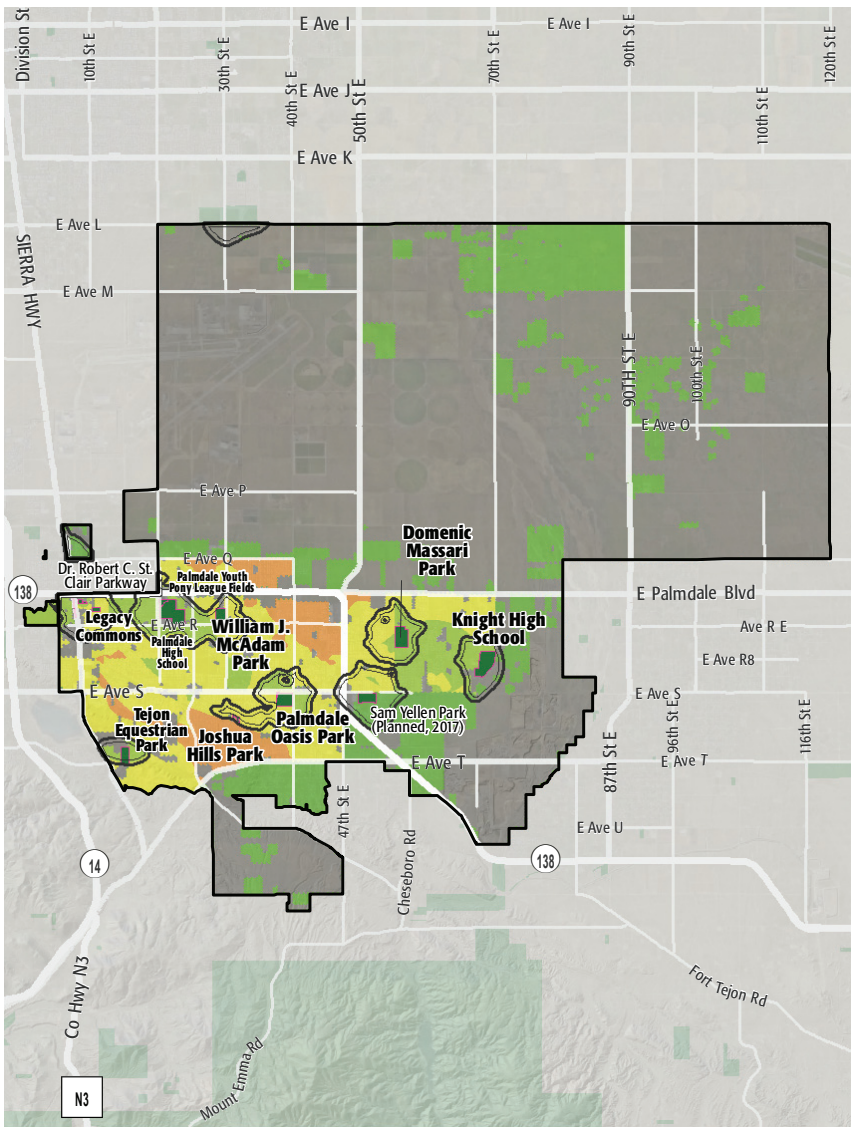 Division St
10th St E
30th St E
40th St E
50th St E
70th St E
90th St E
110th St E
120th St E
E Ave I
E Ave I
E Ave J
E Ave K
E Ave L
SIERRA HWY
E Ave M
90TH ST E
100th St E
E Ave O
E Ave P
E Ave Q
Domenic
Massari
Park
Dr. Robert C. St.
Clair Parkway
138
Palmdale Youth
Pony League Fields
E Palmdale Blvd
Legacy
Commons
E Ave R
Palmdale
High
School
William J.
McAdam
Park
Knight High
School
Ave R E
E Ave R8
E Ave S
E Ave S
Tejon
Equestrian
Park
Joshua
Hills Park
Palmdale
Oasis Park
Sam Yellen Park
(Planned, 2017)
87th St E
96th St E
116th St E
E Ave T
E Ave T
47th St E
Cheseboro Rd
E Ave U
138
14
Co Hwy N3
Fort Tejon Rd
Mount Emma Rd
N3